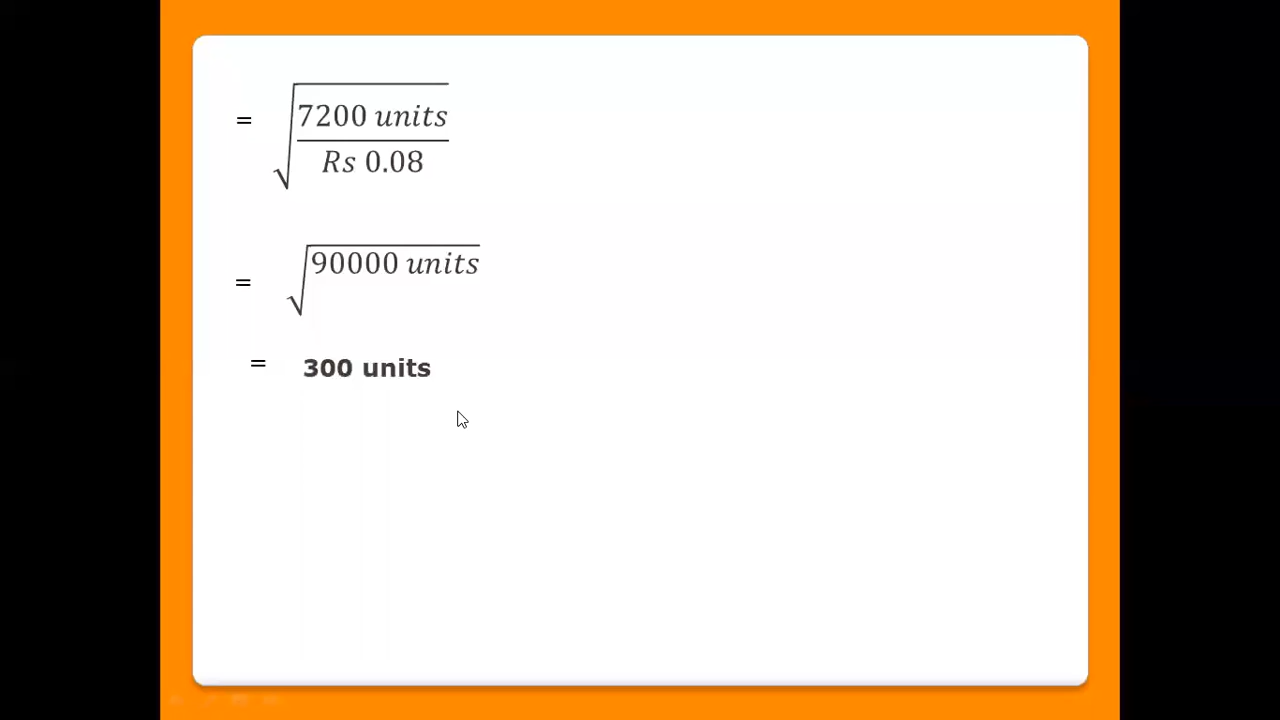 = √(7200 units / Rs 0.08)
= √90000 units
= 300 units